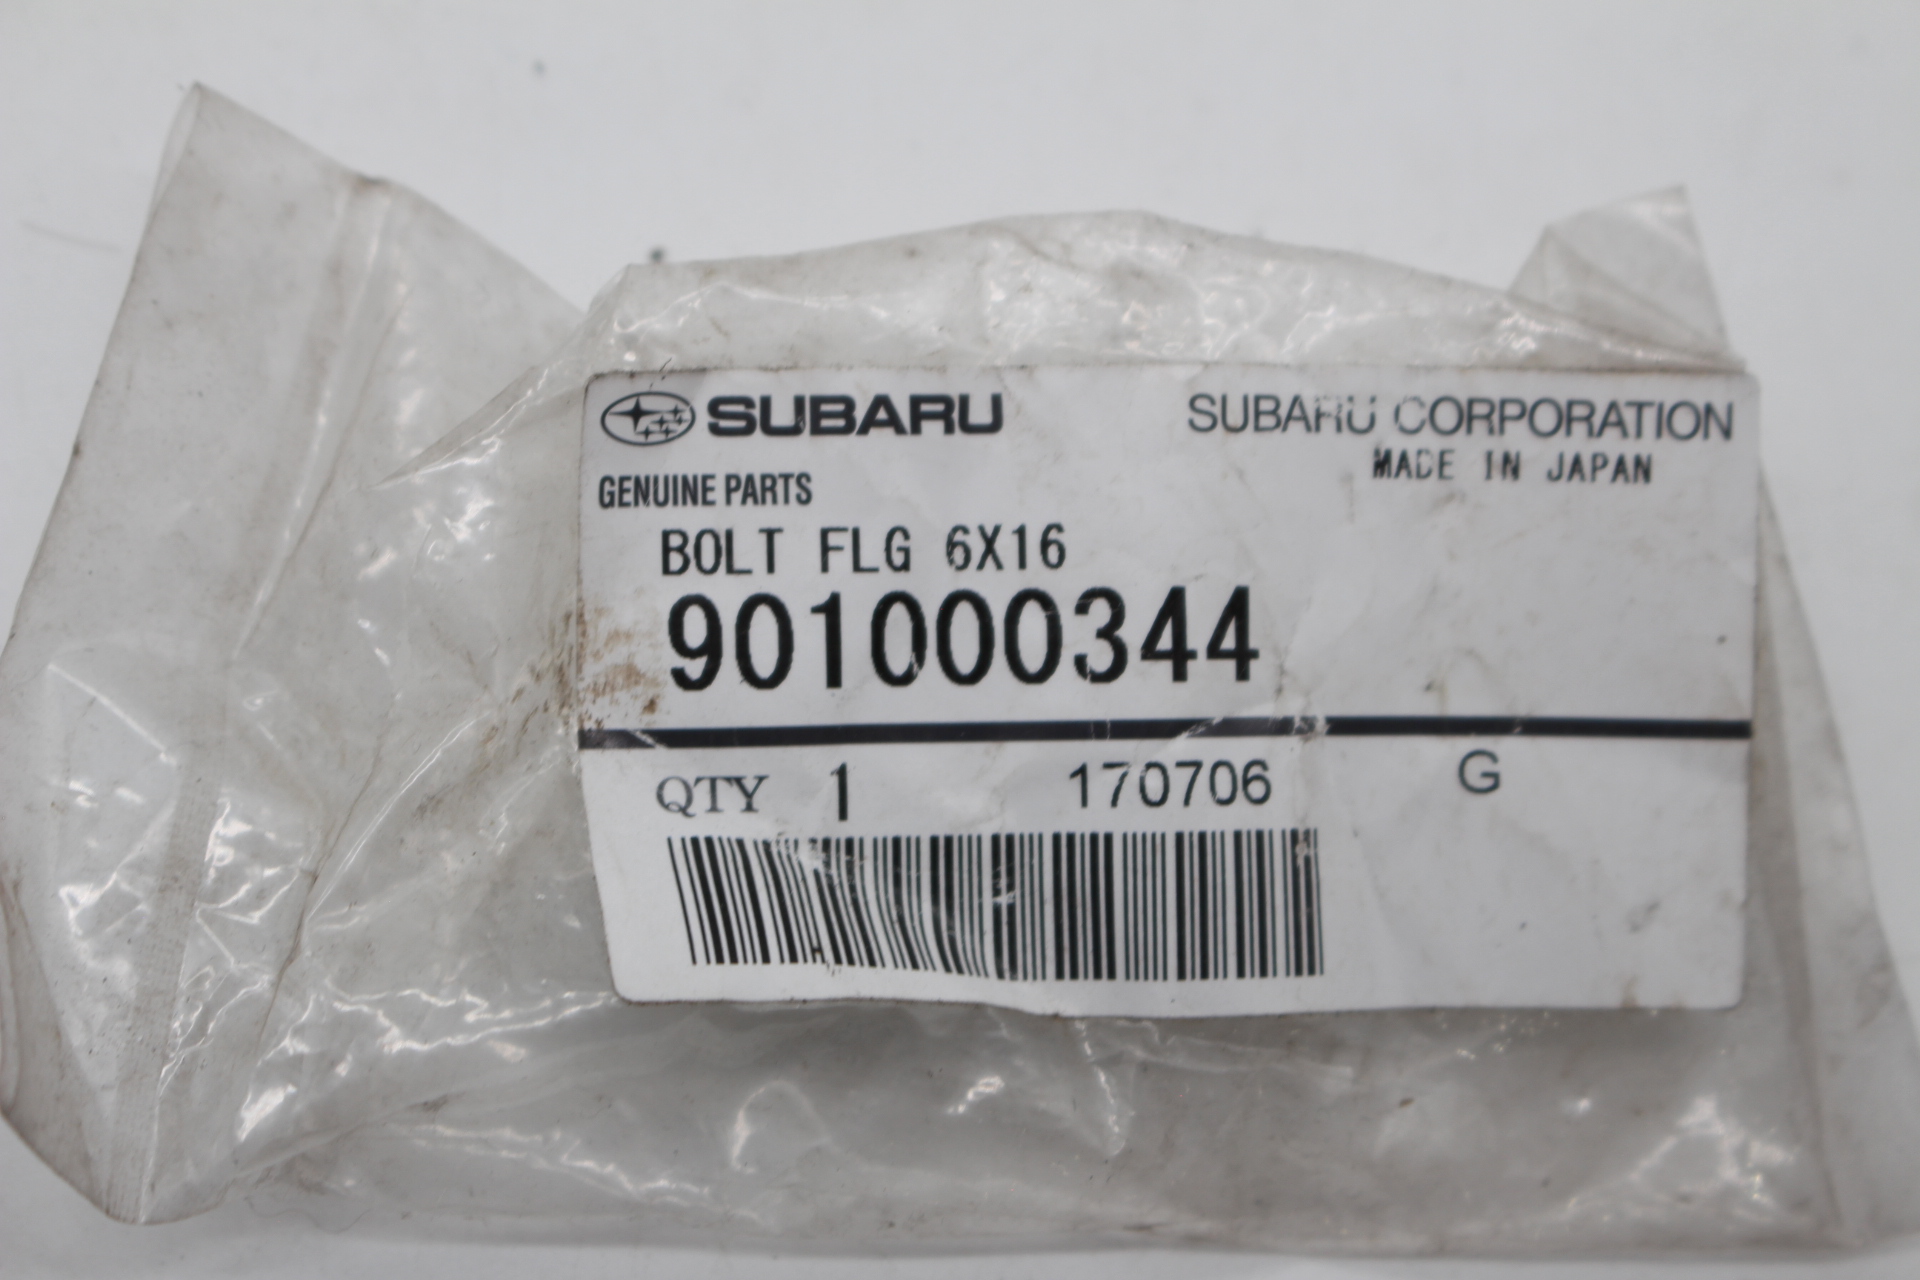 SUBARU SUBARU CORPORATION
MADE IN JAPAN
GENUINE PARTS
BOLT FLG 6X16
901000344
QTY 1 170706 G